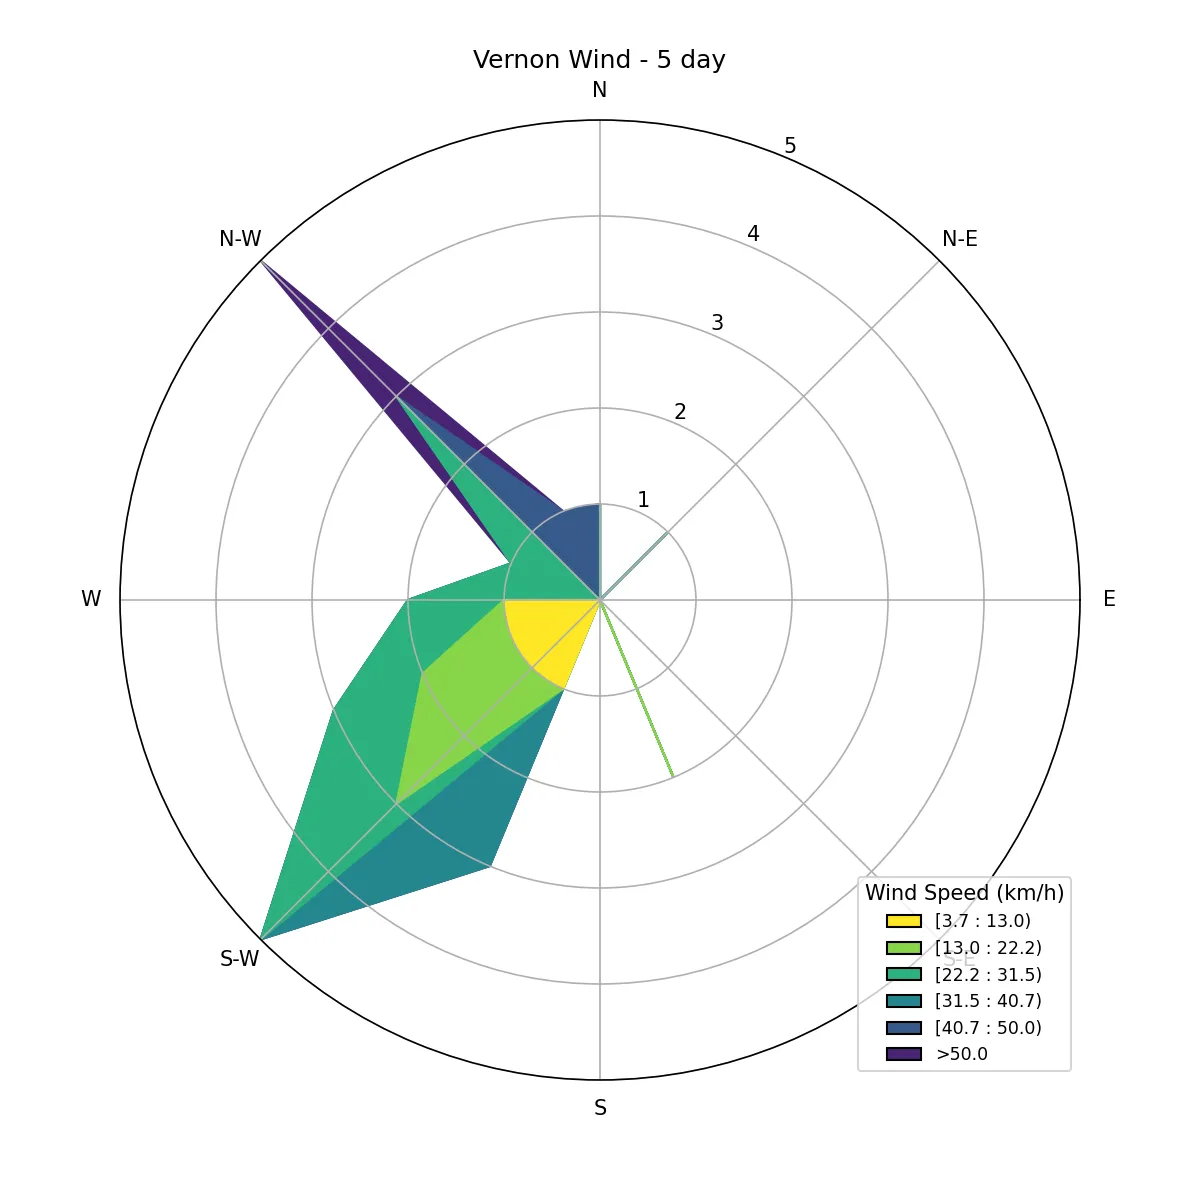 Vernon Wind - 5 day
N
5
N-W
4
N-E
3
2
1
W
E
Wind Speed (km/h)
[3.7 : 13.0)
[13.0 : 22.2)
S-W
S-E
[22.2 : 31.5)
[31.5 : 40.7)
[40.7 : 50.0)
>50.0
S